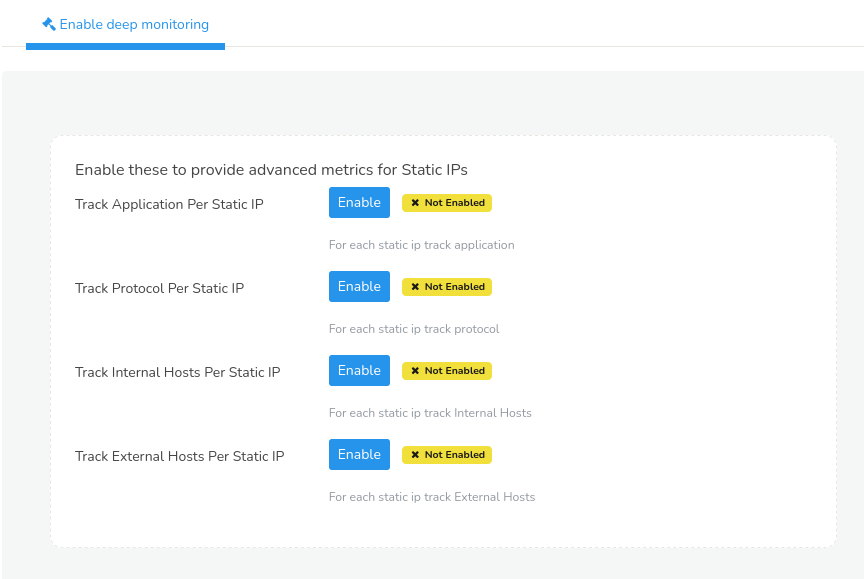 Enable deep monitoring
Enable these to provide advanced metrics for Static IPs
Track Application Per Static IP Enable ✖ Not Enabled
For each static ip track application
Track Protocol Per Static IP Enable ✖ Not Enabled
For each static ip track protocol
Track Internal Hosts Per Static IP Enable ✖ Not Enabled
For each static ip track Internal Hosts
Track External Hosts Per Static IP Enable ✖ Not Enabled
For each static ip track External Hosts